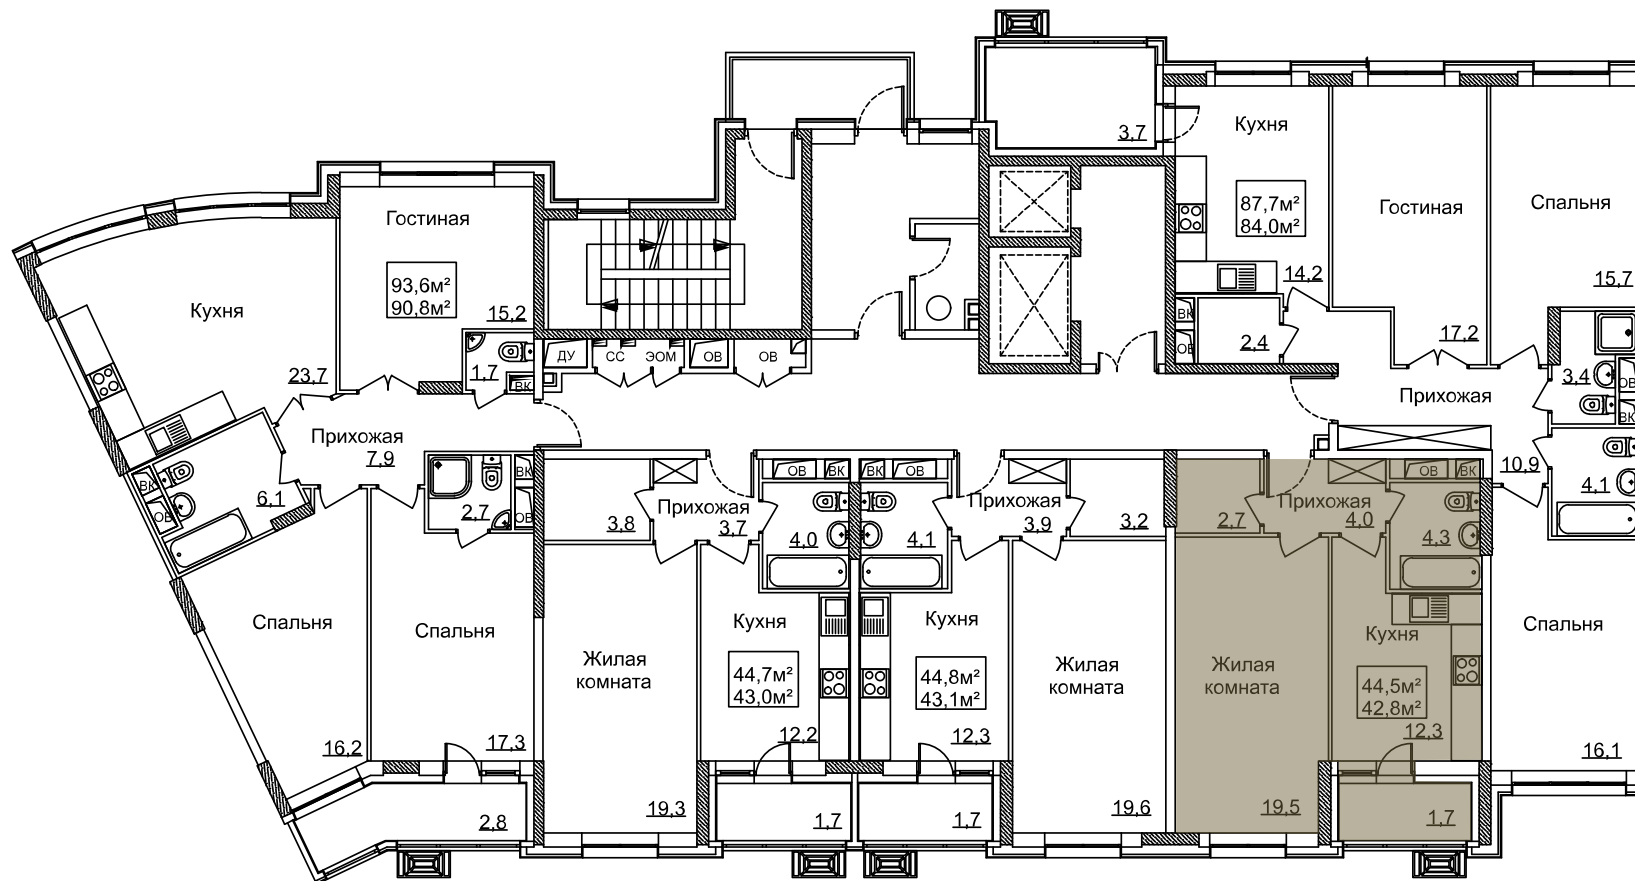 3,7
Кухня
87,7м²
84,0м²
14,2
Гостиная
17,2
Спальня
15,7
Гостиная
93,6м²
90,8м²
15,2
Кухня
23,7
1,7
ВК
ДУ
СС
ЭОМ
ОВ
ОВ
ВК
ОВ
2,4
3,4
ОВ
ВК
Прихожая
10,9
4,1
Прихожая
7,9
ВК
ОВ
6,1
2,7
ВК
ОВ
3,8
Прихожая
3,7
ОВ
ВК
4,0
ВК
ОВ
4,1
Прихожая
3,9
3,2
2,7
Прихожая
4,0
ОВ
ВК
4,3
Спальня
16,2
Спальня
17,3
2,8
Жилая
комната
19,3
Кухня
44,7м²
43,0м²
12,2
1,7
Кухня
44,8м²
43,1м²
12,3
1,7
Жилая
комната
19,6
Жилая
комната
19,5
Кухня
44,5м²
42,8м²
12,3
1,7
Спальня
16,1